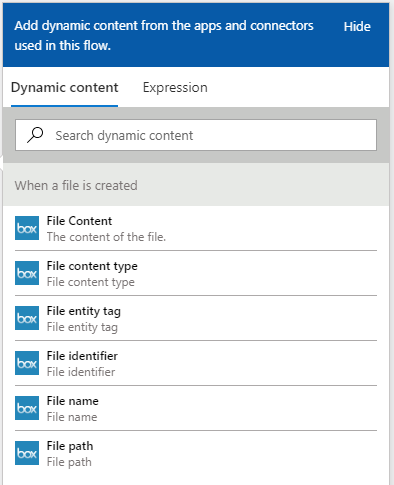 Add dynamic content from the apps and connectors Hide
used in this flow.
Dynamic content Expression
Search dynamic content
When a file is created
box File Content
The content of the file.
box File content type
File content type
box File entity tag
File entity tag
box File identifier
File identifier
box File name
File name
box File path
File path